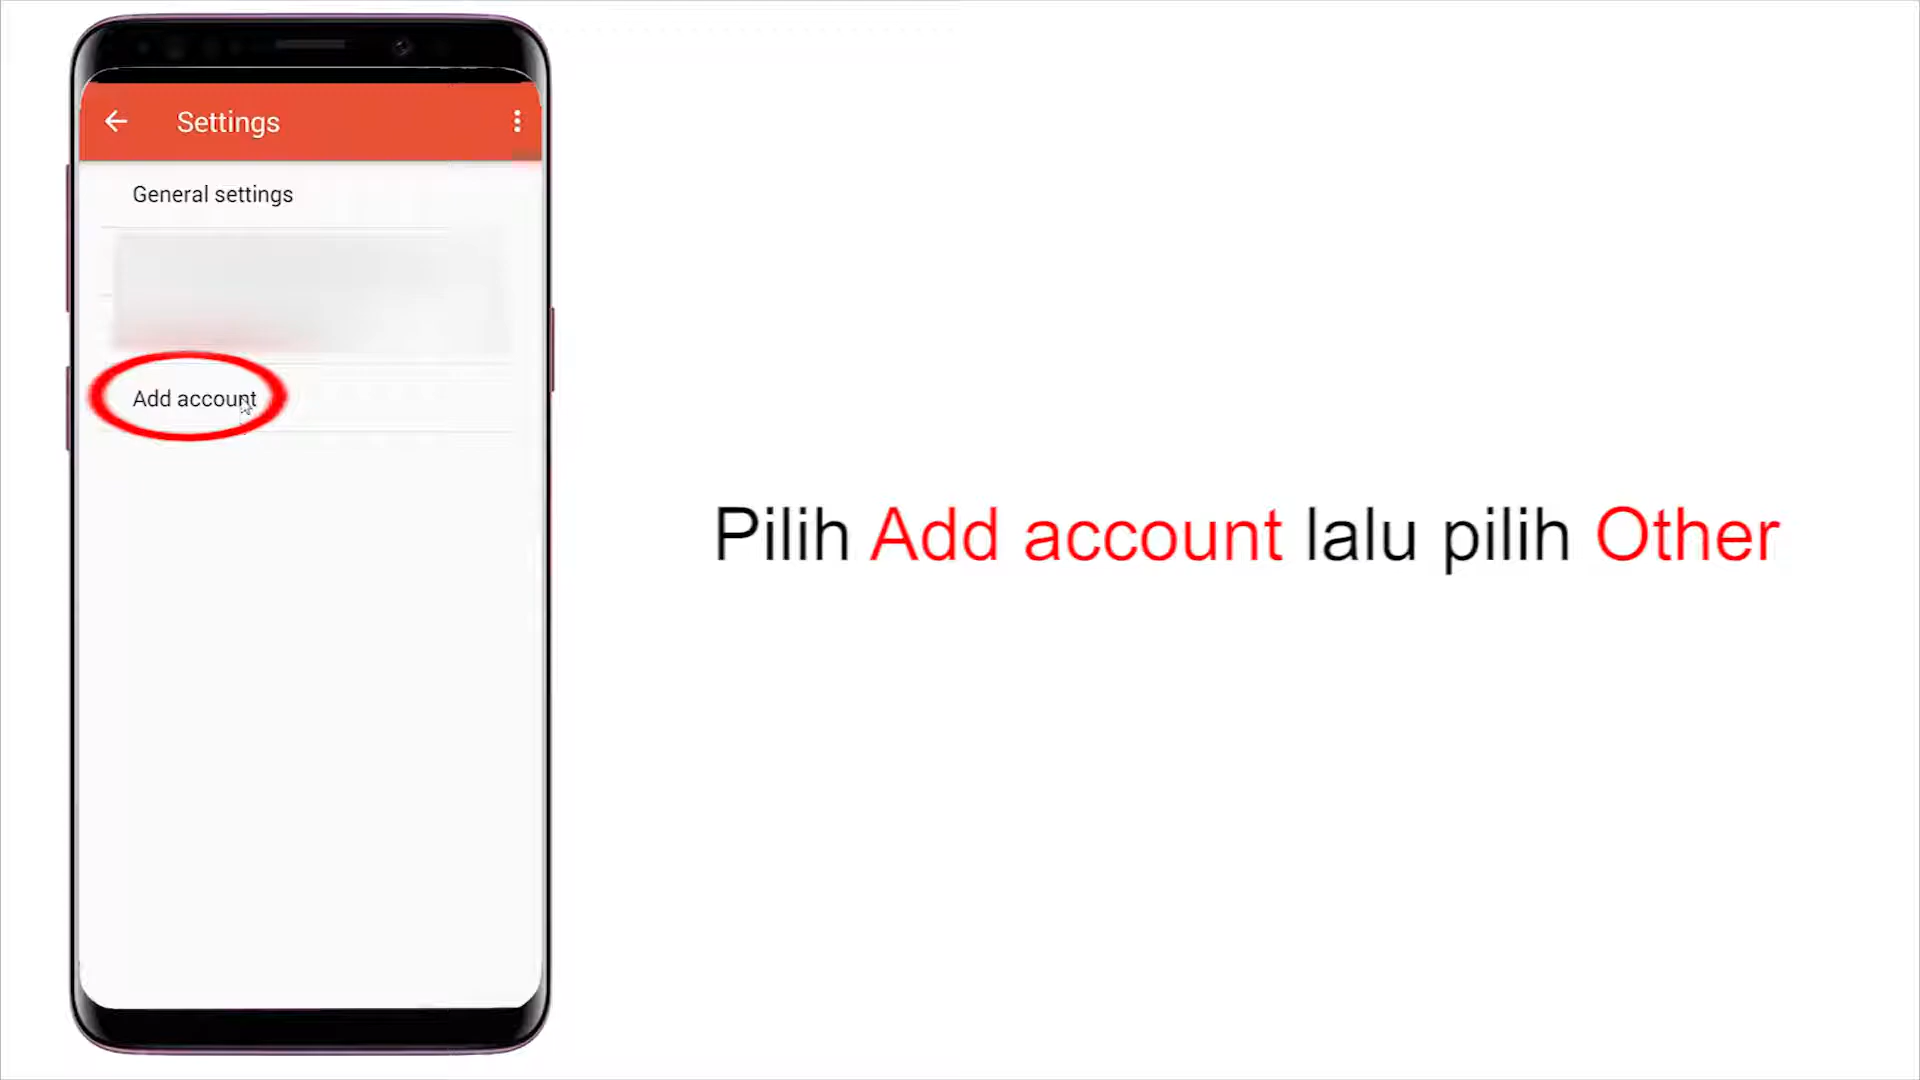 Settings
General settings
Add account
Pilih Add account lalu pilih Other